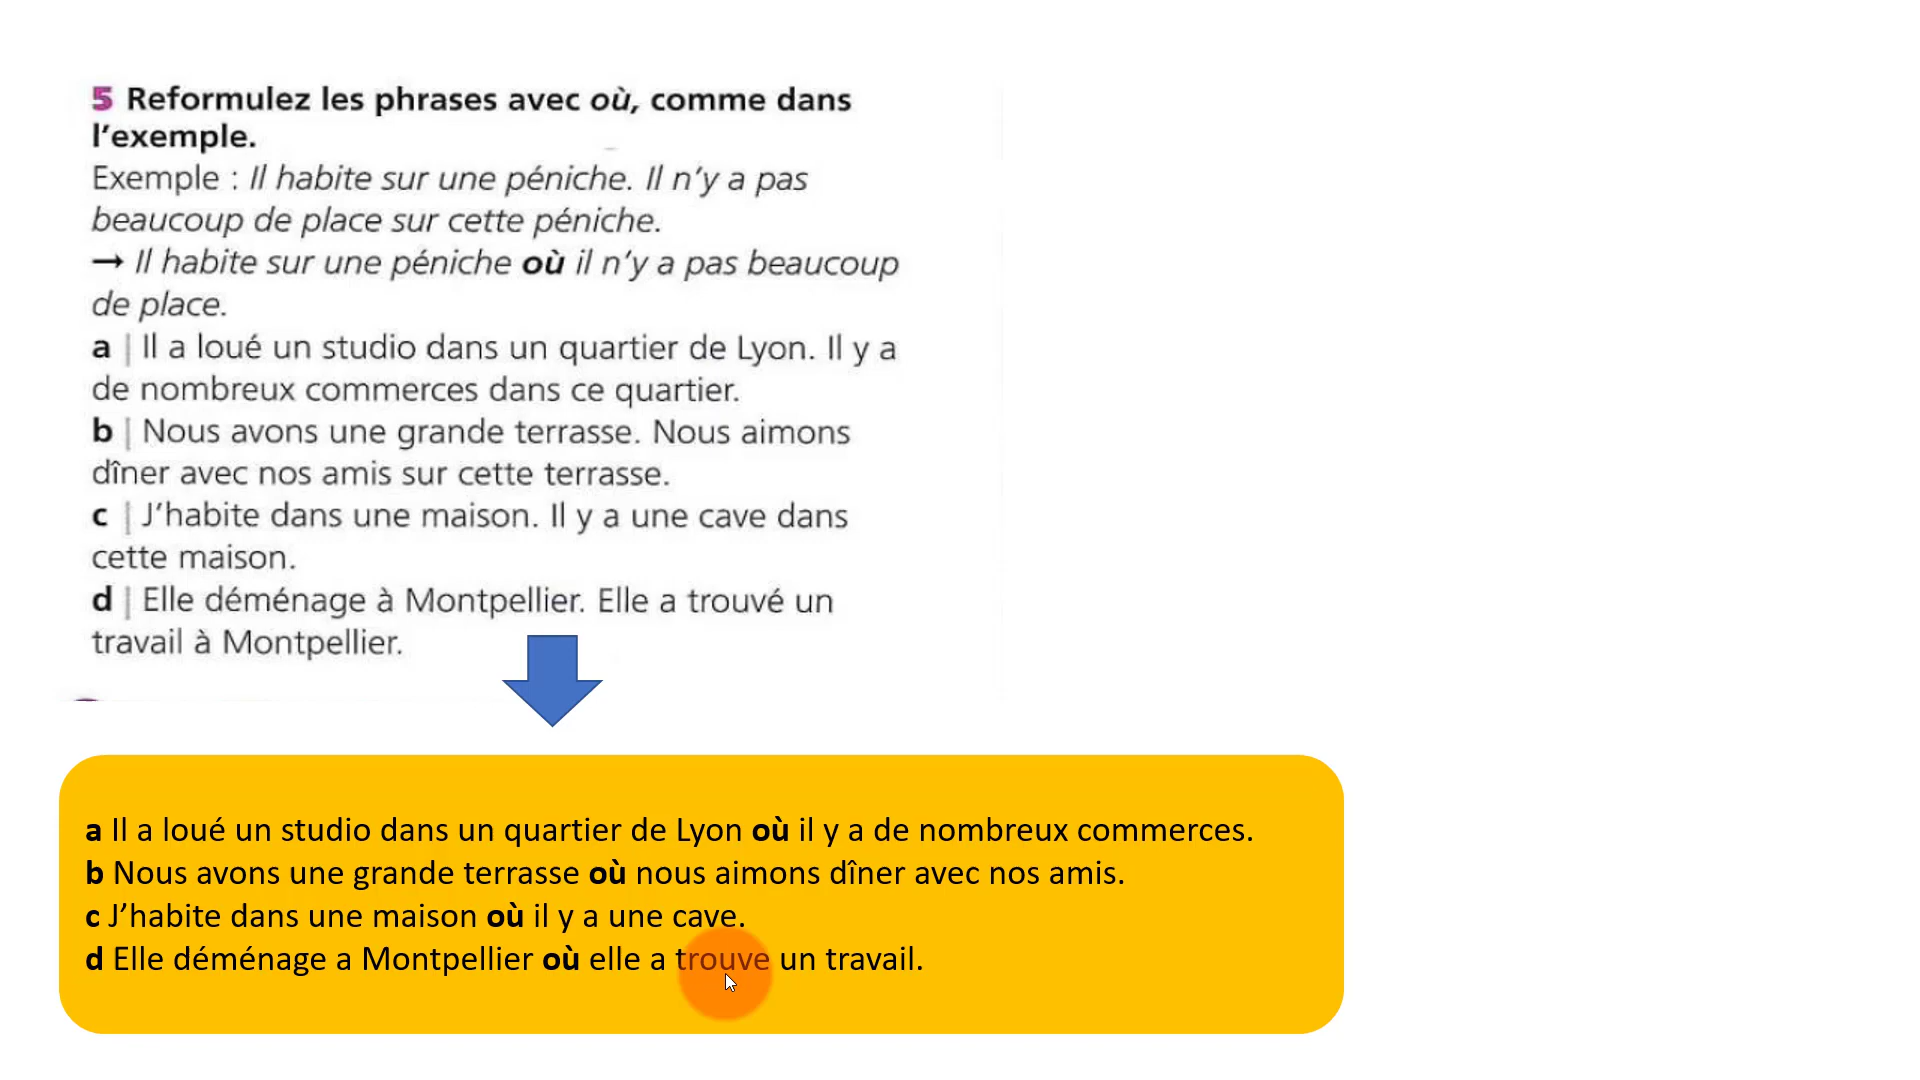 5 Reformulez les phrases avec où, comme dans
l'exemple.
Exemple : Il habite sur une péniche. Il n'y a pas
beaucoup de place sur cette péniche.
→ Il habite sur une péniche où il n'y a pas beaucoup
de place.
a | Il a loué un studio dans un quartier de Lyon. Il y a
de nombreux commerces dans ce quartier.
b | Nous avons une grande terrasse. Nous aimons
dîner avec nos amis sur cette terrasse.
c | J'habite dans une maison. Il y a une cave dans
cette maison.
d | Elle déménage à Montpellier. Elle a trouvé un
travail à Montpellier.
a Il a loué un studio dans un quartier de Lyon où il y a de nombreux commerces.
b Nous avons une grande terrasse où nous aimons dîner avec nos amis.
c J’habite dans une maison où il y a une cave.
d Elle déménage a Montpellier où elle a trouve un travail.